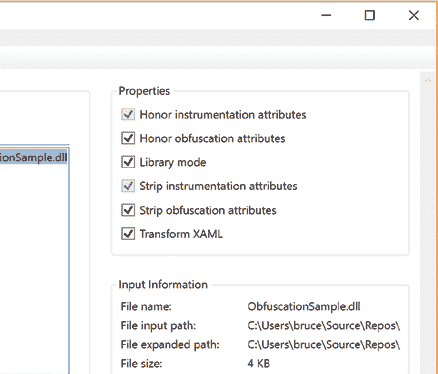 Properties
Honor instrumentation attributes
Honor obfuscation attributes
ionSample.dll
Library mode
Strip instrumentation attributes
Strip obfuscation attributes
Transform XAML
Input Information
File name: ObfuscationSample.dll
File input path: C:\Users\bruce\Source\Repos\
File expanded path: C:\Users\bruce\Source\Repos\
File size: 4 KB